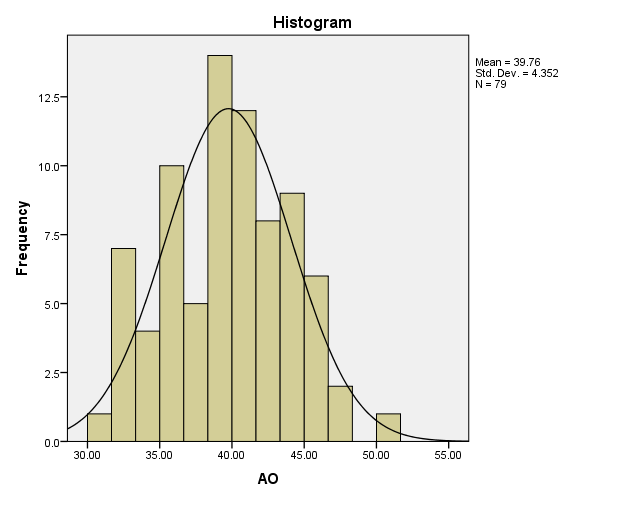 Histogram
Mean = 39.76
Std. Dev. = 4.352
N = 79
Frequency
12.5
10.0
7.5
5.0
2.5
0.0
30.00 35.00 40.00 45.00 50.00 55.00
AO